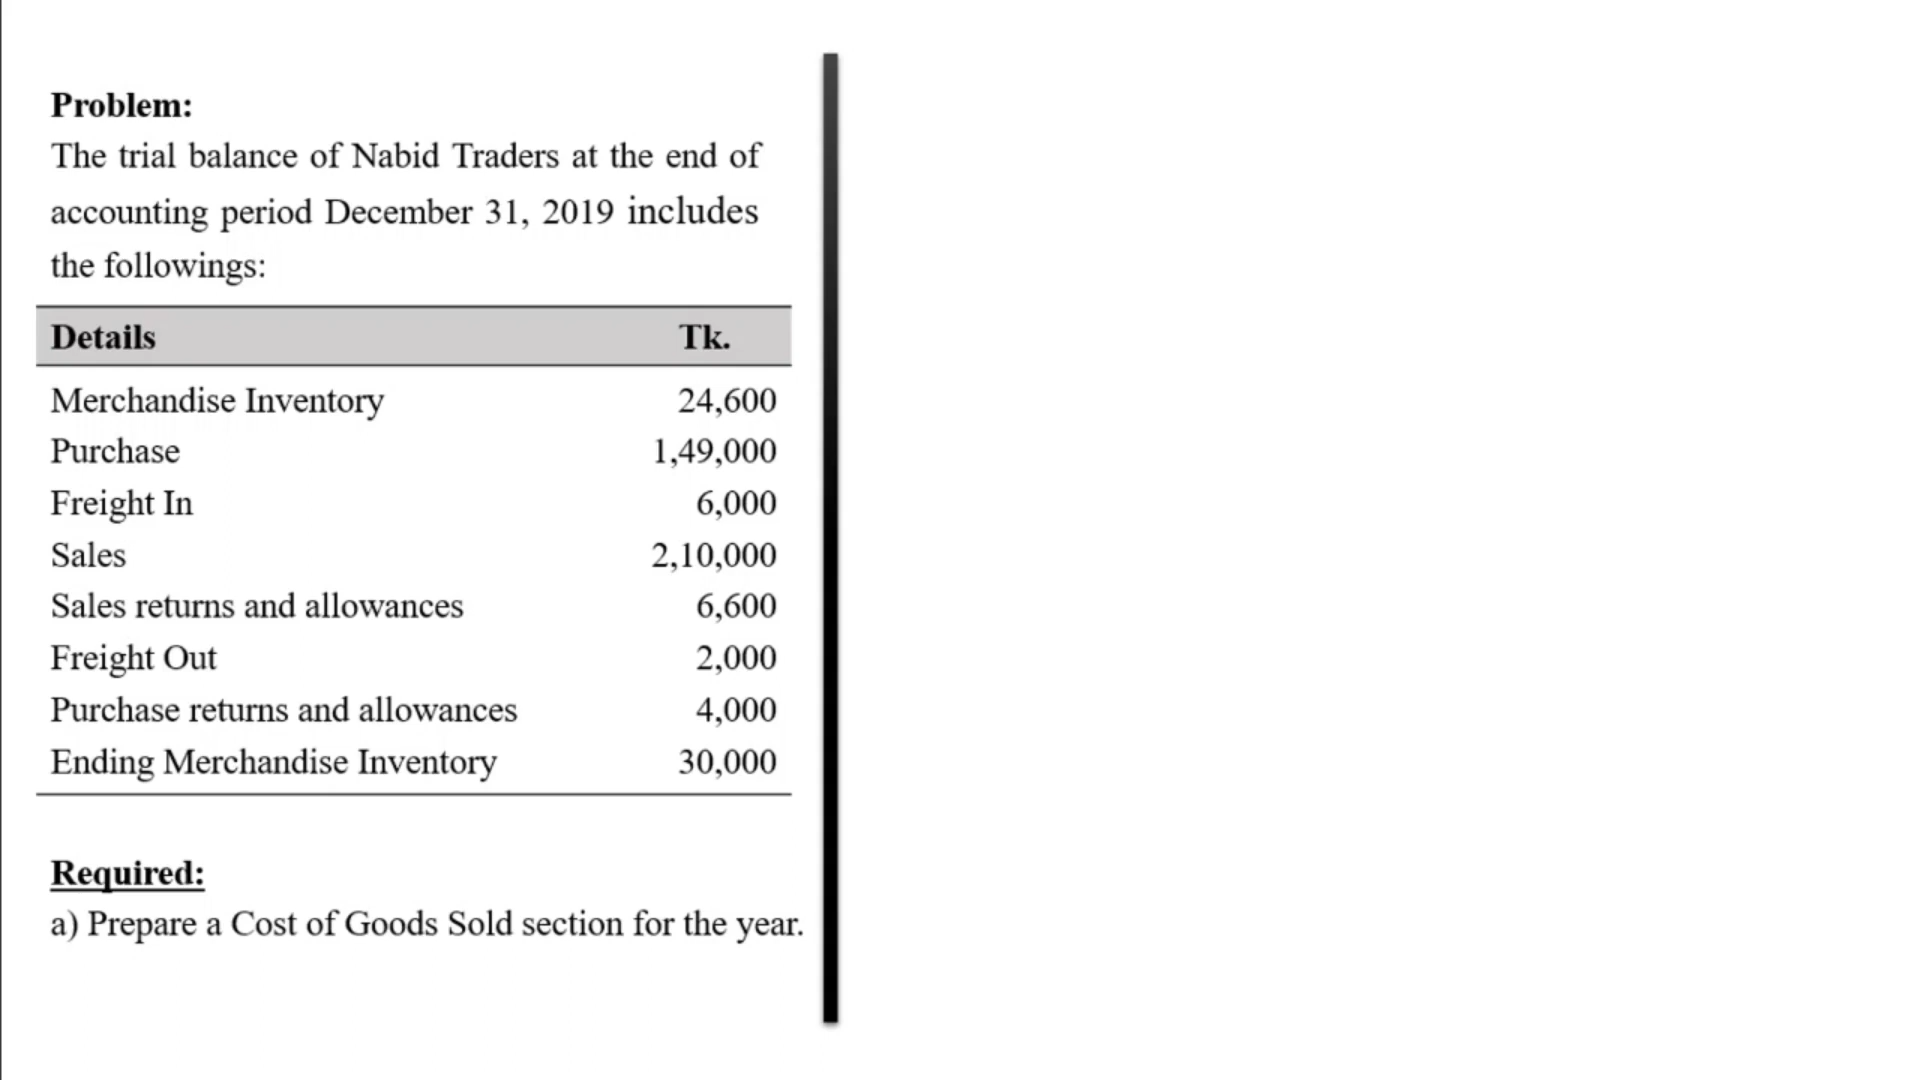 Problem:
The trial balance of Nabid Traders at the end of
accounting period December 31, 2019 includes
the followings:
Details Tk.
Merchandise Inventory 24,600
Purchase 1,49,000
Freight In 6,000
Sales 2,10,000
Sales returns and allowances 6,600
Freight Out 2,000
Purchase returns and allowances 4,000
Ending Merchandise Inventory 30,000
Required:
a) Prepare a Cost of Goods Sold section for the year.